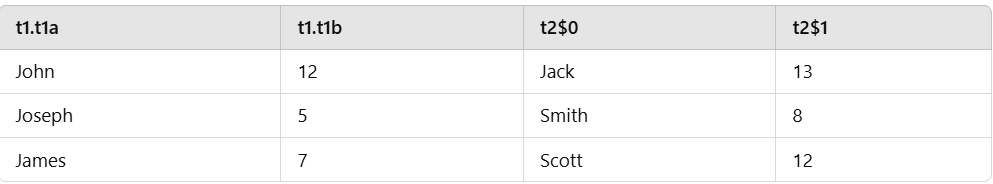 t1.t1a t1.t1b t2$0 t2$1
John 12 Jack 13
Joseph 5 Smith 8
James 7 Scott 12